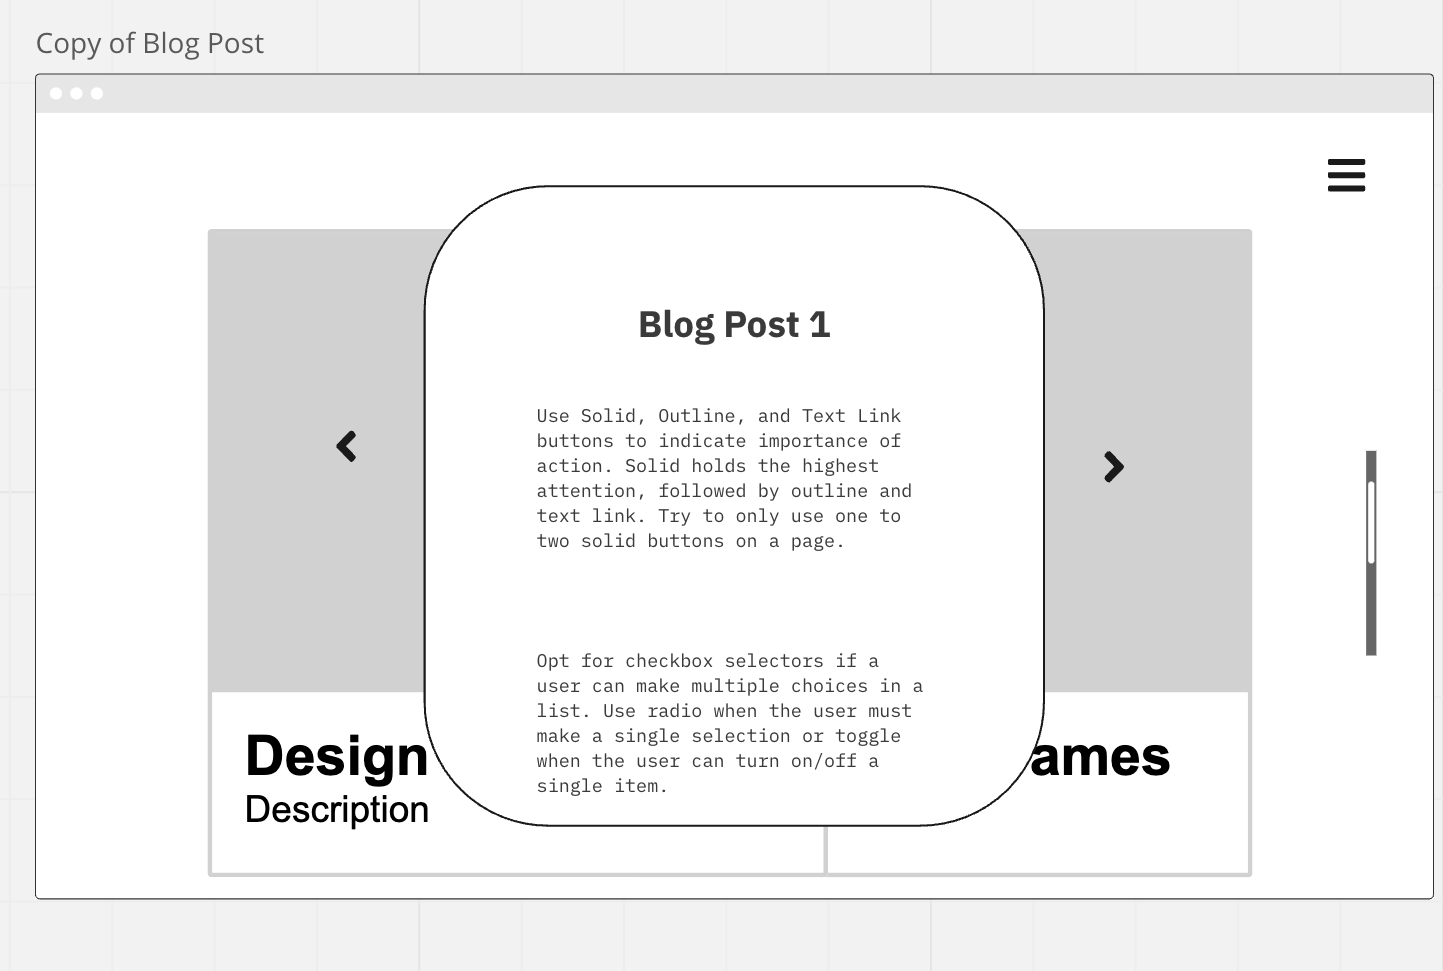 Copy of Blog Post
Blog Post 1
Use Solid, Outline, and Text Link
buttons to indicate importance of
action. Solid holds the highest
attention, followed by outline and
text link. Try to only use one to
two solid buttons on a page.
Opt for checkbox selectors if a
user can make multiple choices in a
list. Use radio when the user must
make a single selection or toggle
when the user can turn on/off a
single item.
Design
Description
ames